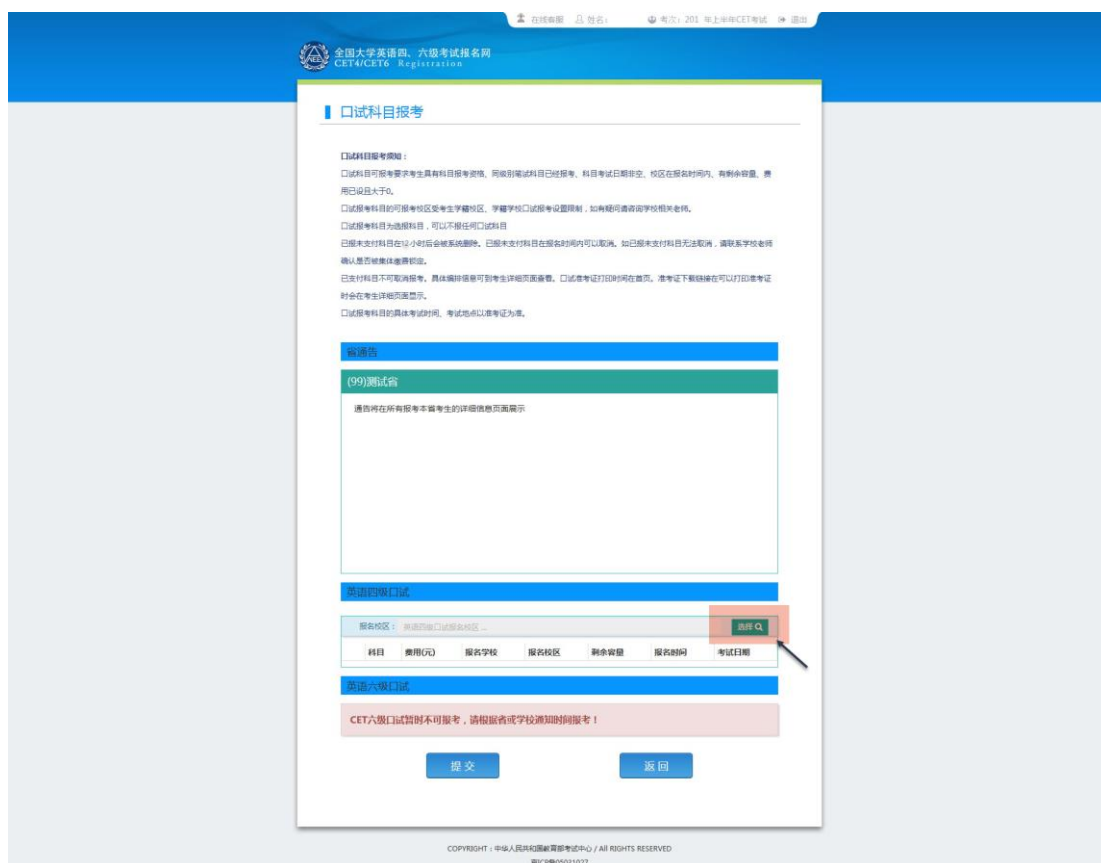 在线客服 姓名： 考次：201 年上半年CET考试 退出
全国大学英语四、六级考试报名网
CET4/CET6 Registration
口试科目报考
口试科目报考须知：
口试科目可报考要求考生具有科目报考资格、同级别笔试科目已经报考、科目考试日期非空、校区在报名时间内、有剩余容量、费
用已设且大于0。
口试报考科目的可报考校区受考生学籍校区、学籍学校口试报考设置限制，如有疑问请咨询学校相关老师。
口试报考科目为选报科目，可以不报任何口试科目
已报未支付科目在12小时后会被系统删除。已报未支付科目在报名时间内可以取消。如已报未支付科目无法取消，请联系学校老师
确认是否被集体缴费锁定。
已支付科目不可取消报考。具体编排信息可到考生详细页面查看。口试准考证打印时间在首页。准考证下载链接在可以打印准考证
时会在考生详细页面显示。
口试报考科目的具体考试时间、考试地点以准考证为准。
省通告
(99)测试省
通告将在所有报考本省考生的详细信息页面展示
英语四级口试
报名校区： 英语四级口试报名校区 ... 选择
科目 费用(元) 报名学校 报名校区 剩余容量 报名时间 考试日期
英语六级口试
CET六级口试暂时不可报考，请根据省或学校通知时间报考！
提 交 返 回
COPYRIGHT：中华人民共和国教育部考试中心 / All RIGHTS RESERVED
京ICP备05031027